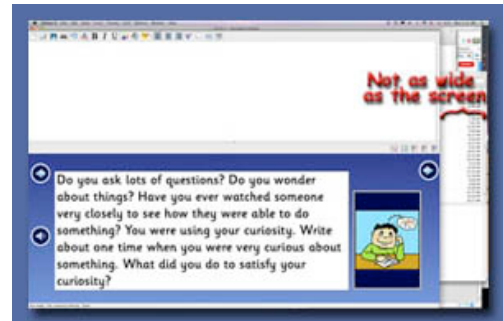 Not as wide
as the screen
Do you ask lots of questions? Do you wonder
about things? Have you ever watched someone
very closely to see how they were able to do
something? You were using your curiosity. Write
about one time when you were very curious about
something. What did you do to satisfy your
curiosity?